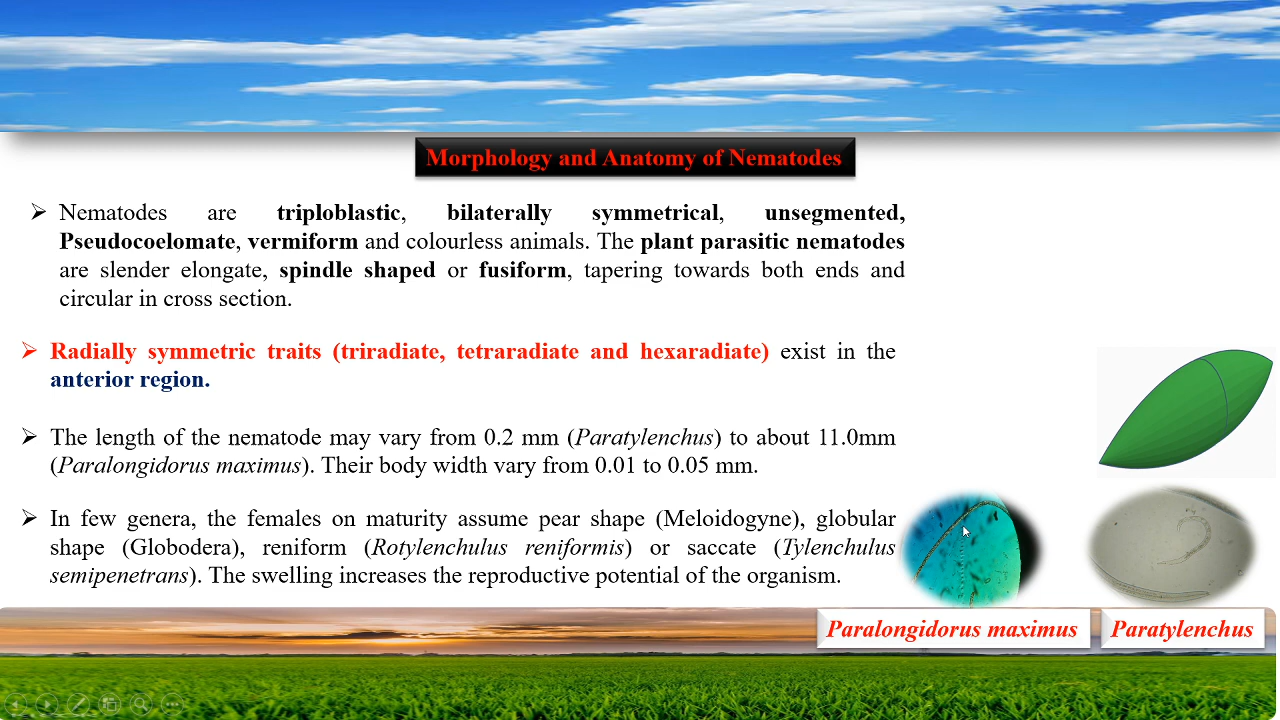 Morphology and Anatomy of Nematodes
➢ Nematodes are triploblastic, bilaterally symmetrical, unsegmented,
Pseudocoelomate, vermiform and colourless animals. The plant parasitic nematodes
are slender elongate, spindle shaped or fusiform, tapering towards both ends and
circular in cross section.
➢ Radially symmetric traits (triradiate, tetraradiate and hexaradiate) exist in the
anterior region.
➢ The length of the nematode may vary from 0.2 mm (Paratylenchus) to about 11.0mm
(Paralongidorus maximus). Their body width vary from 0.01 to 0.05 mm.
➢ In few genera, the females on maturity assume pear shape (Meloidogyne), globular
shape (Globodera), reniform (Rotylenchulus reniformis) or saccate (Tylenchulus
semipenetrans). The swelling increases the reproductive potential of the organism.
Paralongidorus maximus
Paratylenchus